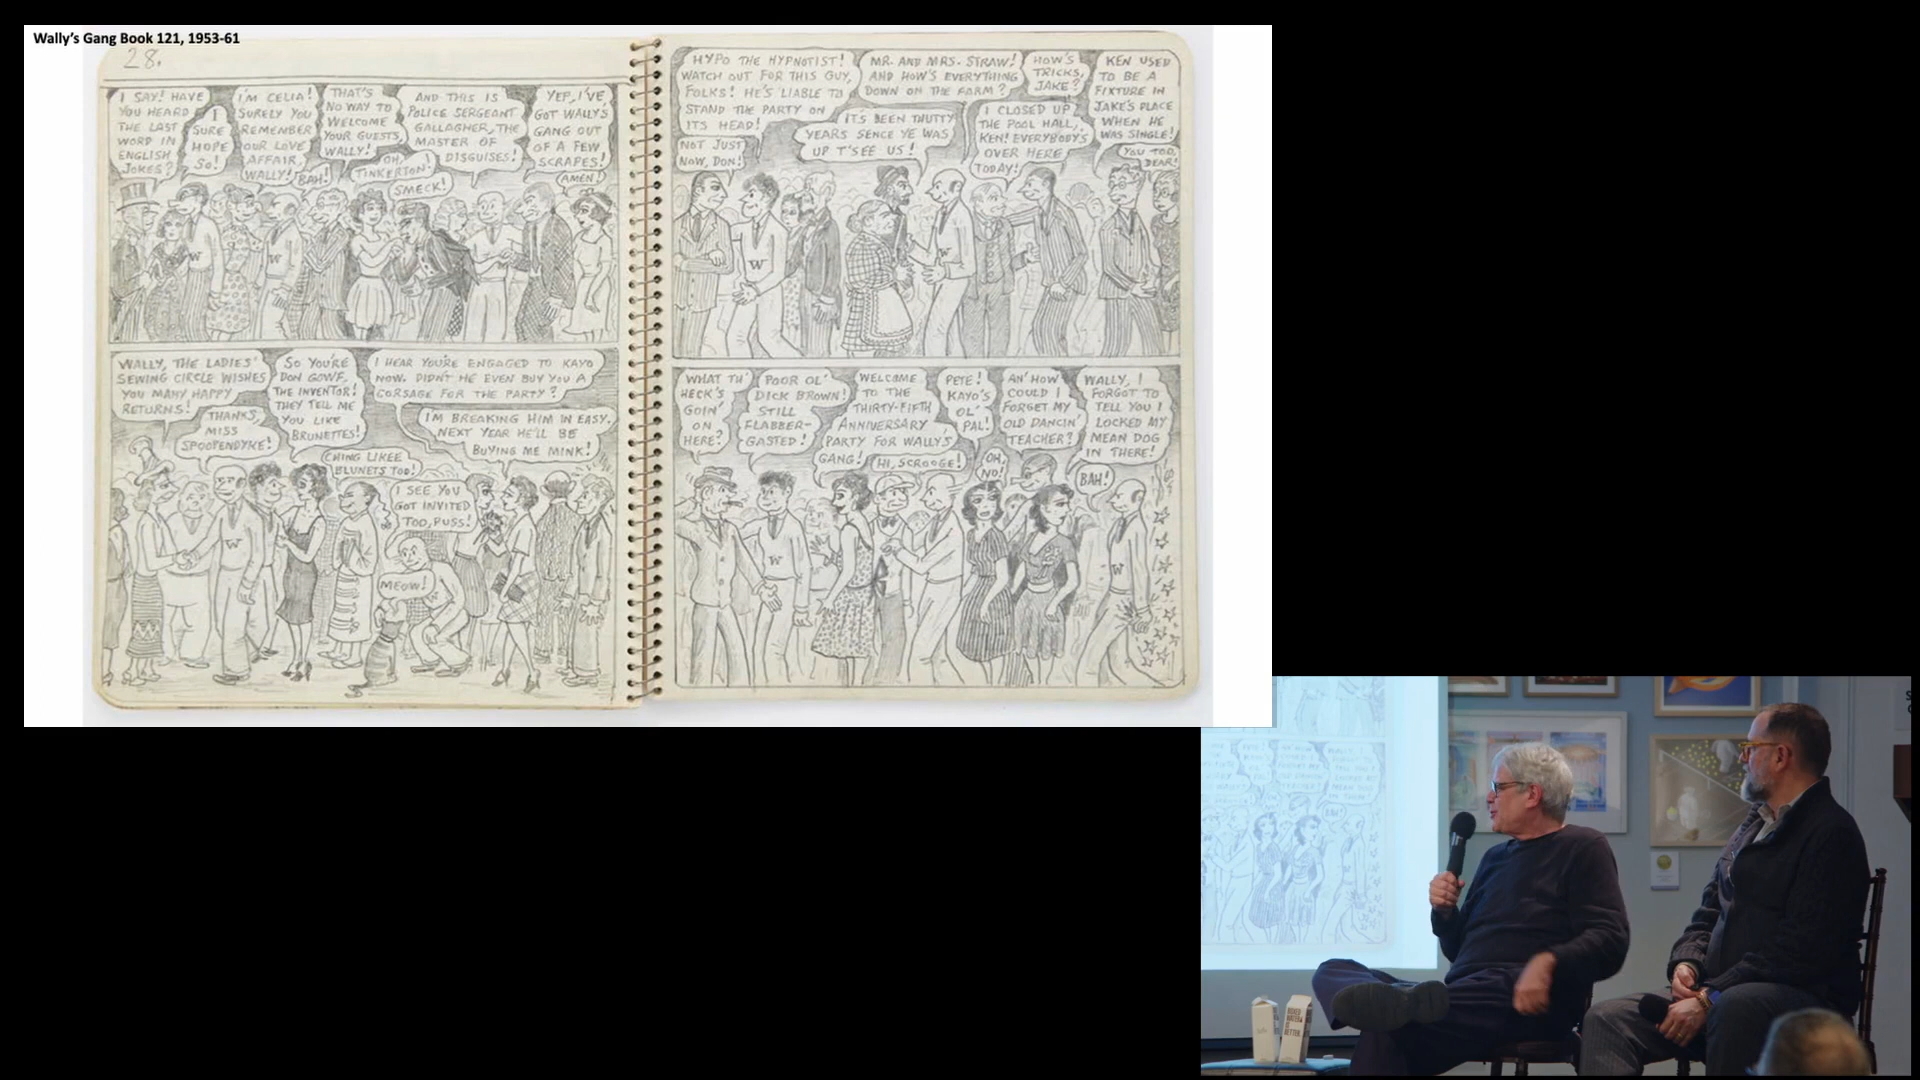 Wally's Gang Book 121, 1953-61
28.
I SAY! HAVE
YOU HEARD
THE LAST
WORD IN
ENGLISH
JOKES?
I
SURE
HOPE
SO!
I'M CELIA!
SURELY YOU
REMEMBER
OUR LOVE
AFFAIR,
WALLY!
BAH!
THAT'S
NO WAY TO
WELCOME
YOUR GUESTS,
WALLY!
OH,
TINKERTON!
SMECK!
AND THIS IS
POLICE SERGEANT
GALLAGHER, THE
MASTER OF
DISGUISES!
YEP, I'VE
GOT WALLY'S
GANG OUT
OF A FEW
SCRAPES!
AMEN!
W
W
WALLY, THE LADIES'
SEWING CIRCLE WISHES
YOU MANY HAPPY
RETURNS!
THANKS,
MISS
SPOOPENDYKE!
SO YOU'RE
DON GOWF,
THE INVENTOR!
THEY TELL ME
YOU LIKE
BRUNETTES!
CHING LIKEE
BLUNETS TOO!
I HEAR YOU'RE ENGAGED TO KAYO
NOW. DIDN'T HE EVEN BUY YOU A
CORSAGE FOR THE PARTY?
I'M BREAKING HIM IN EASY.
NEXT YEAR HE'LL BE
BUYING ME MINK!
I SEE YOU
GOT INVITED
TOO, PUSS!
MEOW!
W
HYPO THE HYPNOTIST!
WATCH OUT FOR THIS GUY,
FOLKS! HE'S LIABLE TO
STAND THE PARTY ON
ITS HEAD!
NOT JUST
NOW, DON!
MR. AND MRS. STRAW!
AND HOW'S EVERYTHING
DOWN ON THE FARM?
IT'S BEEN THUTTY
YEARS SENCE YE WAS
UP T'SEE US!
HOW'S
TRICKS,
JAKE?
I CLOSED UP
THE POOL HALL,
KEN! EVERYBODY'S
OVER HERE
TODAY!
KEN USED
TO BE A
FIXTURE IN
JAKE'S PLACE
WHEN HE
WAS SINGLE!
YOU TOO,
DEAR!
W
W
WHAT TH'
HECK'S
GOIN'
ON
HERE?
POOR OL'
DICK BROWN!
STILL
FLABBER-
GASTED!
WELCOME
TO THE
THIRTY-FIFTH
ANNIVERSARY
PARTY FOR WALLY'S
GANG!
HI, SCROOGE!
PETE!
KAYO'S
OL'
PAL!
OH,
NO!
AN' HOW
COULD I
FORGET MY
OLD DANCIN'
TEACHER?
WALLY, I
FORGOT TO
TELL YOU I
LOCKED MY
MEAN DOG
IN THERE!
BAH!
W
W
BOXED
WATER
IS
BETTER